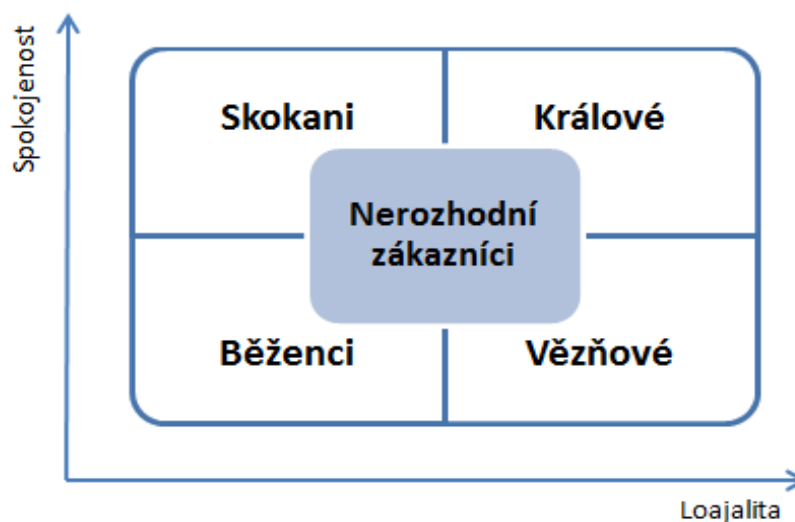 Spokojenost
Skokani
Králové
Nerozhodní
zákazníci
Běženci
Vězňové
Loajalita